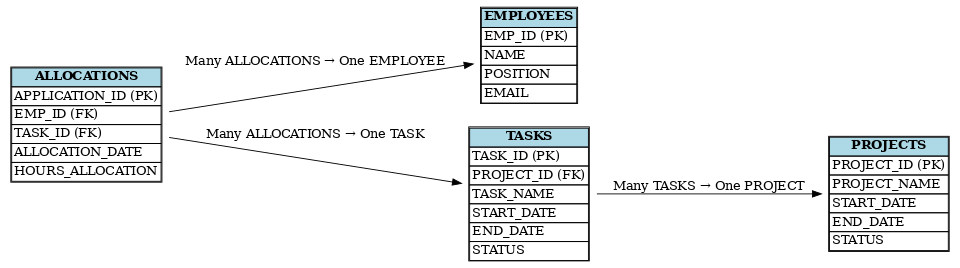 ALLOCATIONS
APPLICATION_ID (PK)
EMP_ID (FK)
TASK_ID (FK)
ALLOCATION_DATE
HOURS_ALLOCATION
Many ALLOCATIONS → One EMPLOYEE
Many ALLOCATIONS → One TASK
EMPLOYEES
EMP_ID (PK)
NAME
POSITION
EMAIL
TASKS
TASK_ID (PK)
PROJECT_ID (FK)
TASK_NAME
START_DATE
END_DATE
STATUS
Many TASKS → One PROJECT
PROJECTS
PROJECT_ID (PK)
PROJECT_NAME
START_DATE
END_DATE
STATUS